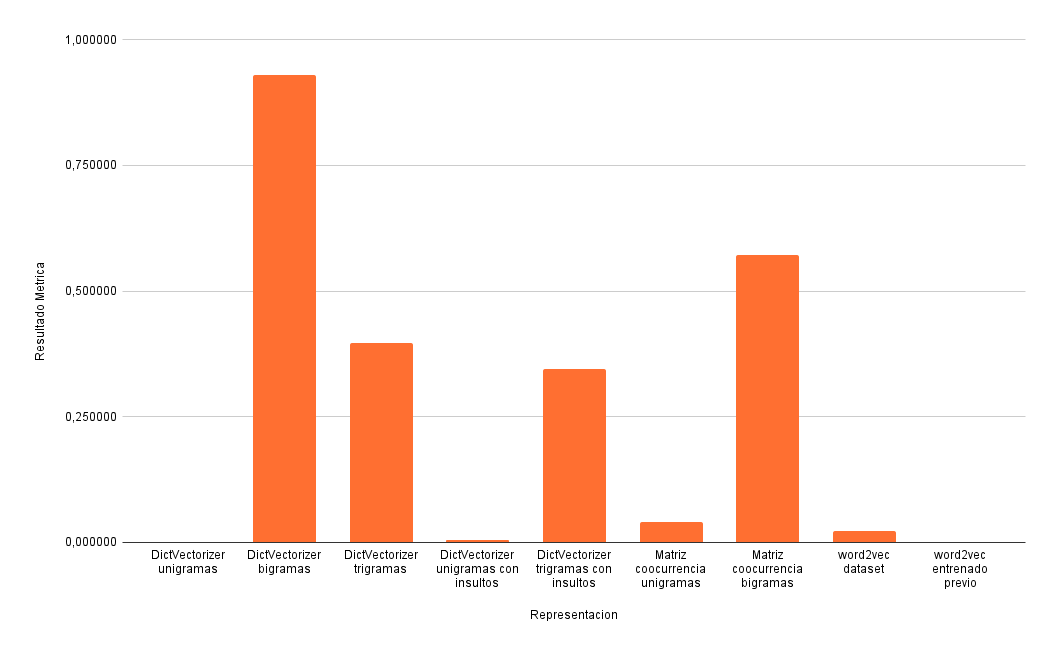 1,000000
0,750000
0,500000
0,250000
0,000000
Resultado Metrica
DictVectorizer
unigramas
DictVectorizer
bigramas
DictVectorizer
trigramas
DictVectorizer
unigramas con
insultos
DictVectorizer
trigramas con
insultos
Matriz
coocurrencia
unigramas
Matriz
coocurrencia
bigramas
word2vec
dataset
word2vec
entrenado
previo
Representacion